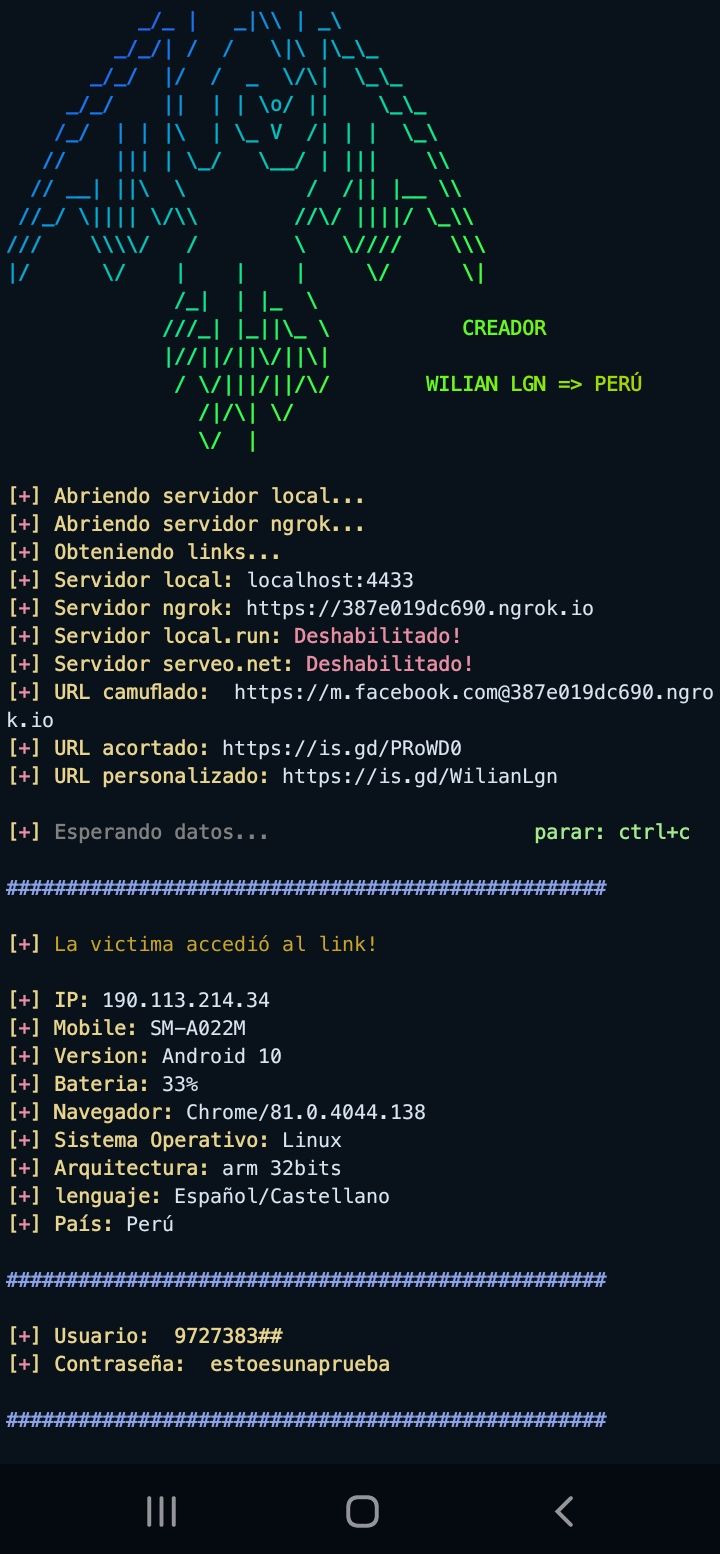 CREADOR
WILIAN LGN => PERÚ
[+] Abriendo servidor local...
[+] Abriendo servidor ngrok...
[+] Obteniendo links...
[+] Servidor local: localhost:4433
[+] Servidor ngrok: https://387e019dc690.ngrok.io
[+] Servidor local.run: Deshabilitado!
[+] Servidor serveo.net: Deshabilitado!
[+] URL camuflado:  https://m.facebook.com@387e019dc690.ngro
k.io
[+] URL acortado: https://is.gd/PRoWD0
[+] URL personalizado: https://is.gd/WilianLgn
[+] Esperando datos... parar: ctrl+c
##################################################
[+] La victima accedió al link!
[+] IP: 190.113.214.34
[+] Mobile: SM-A022M
[+] Version: Android 10
[+] Bateria: 33%
[+] Navegador: Chrome/81.0.4044.138
[+] Sistema Operativo: Linux
[+] Arquitectura: arm 32bits
[+] lenguaje: Español/Castellano
[+] País: Perú
##################################################
[+] Usuario:  9727383##
[+] Contraseña:  estoesunaprueba
##################################################